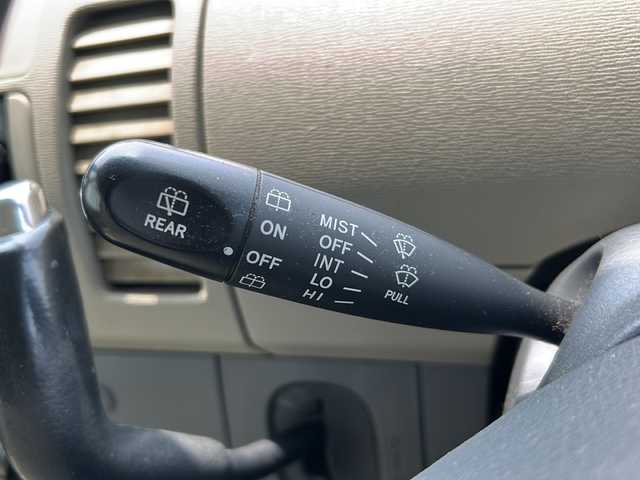 REAR
ON
OFF
MIST
OFF
INT
LO
HI
PULL